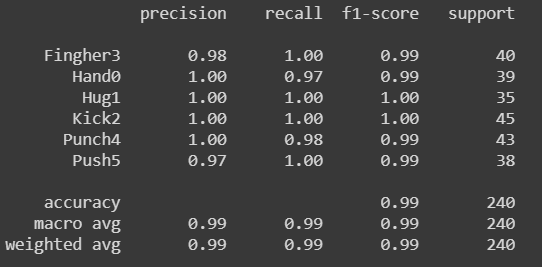 precision recall f1-score support
Fingher3 0.98 1.00 0.99 40
Hand0 1.00 0.97 0.99 39
Hug1 1.00 1.00 1.00 35
Kick2 1.00 1.00 1.00 45
Punch4 1.00 0.98 0.99 43
Push5 0.97 1.00 0.99 38
accuracy 0.99 240
macro avg 0.99 0.99 0.99 240
weighted avg 0.99 0.99 0.99 240